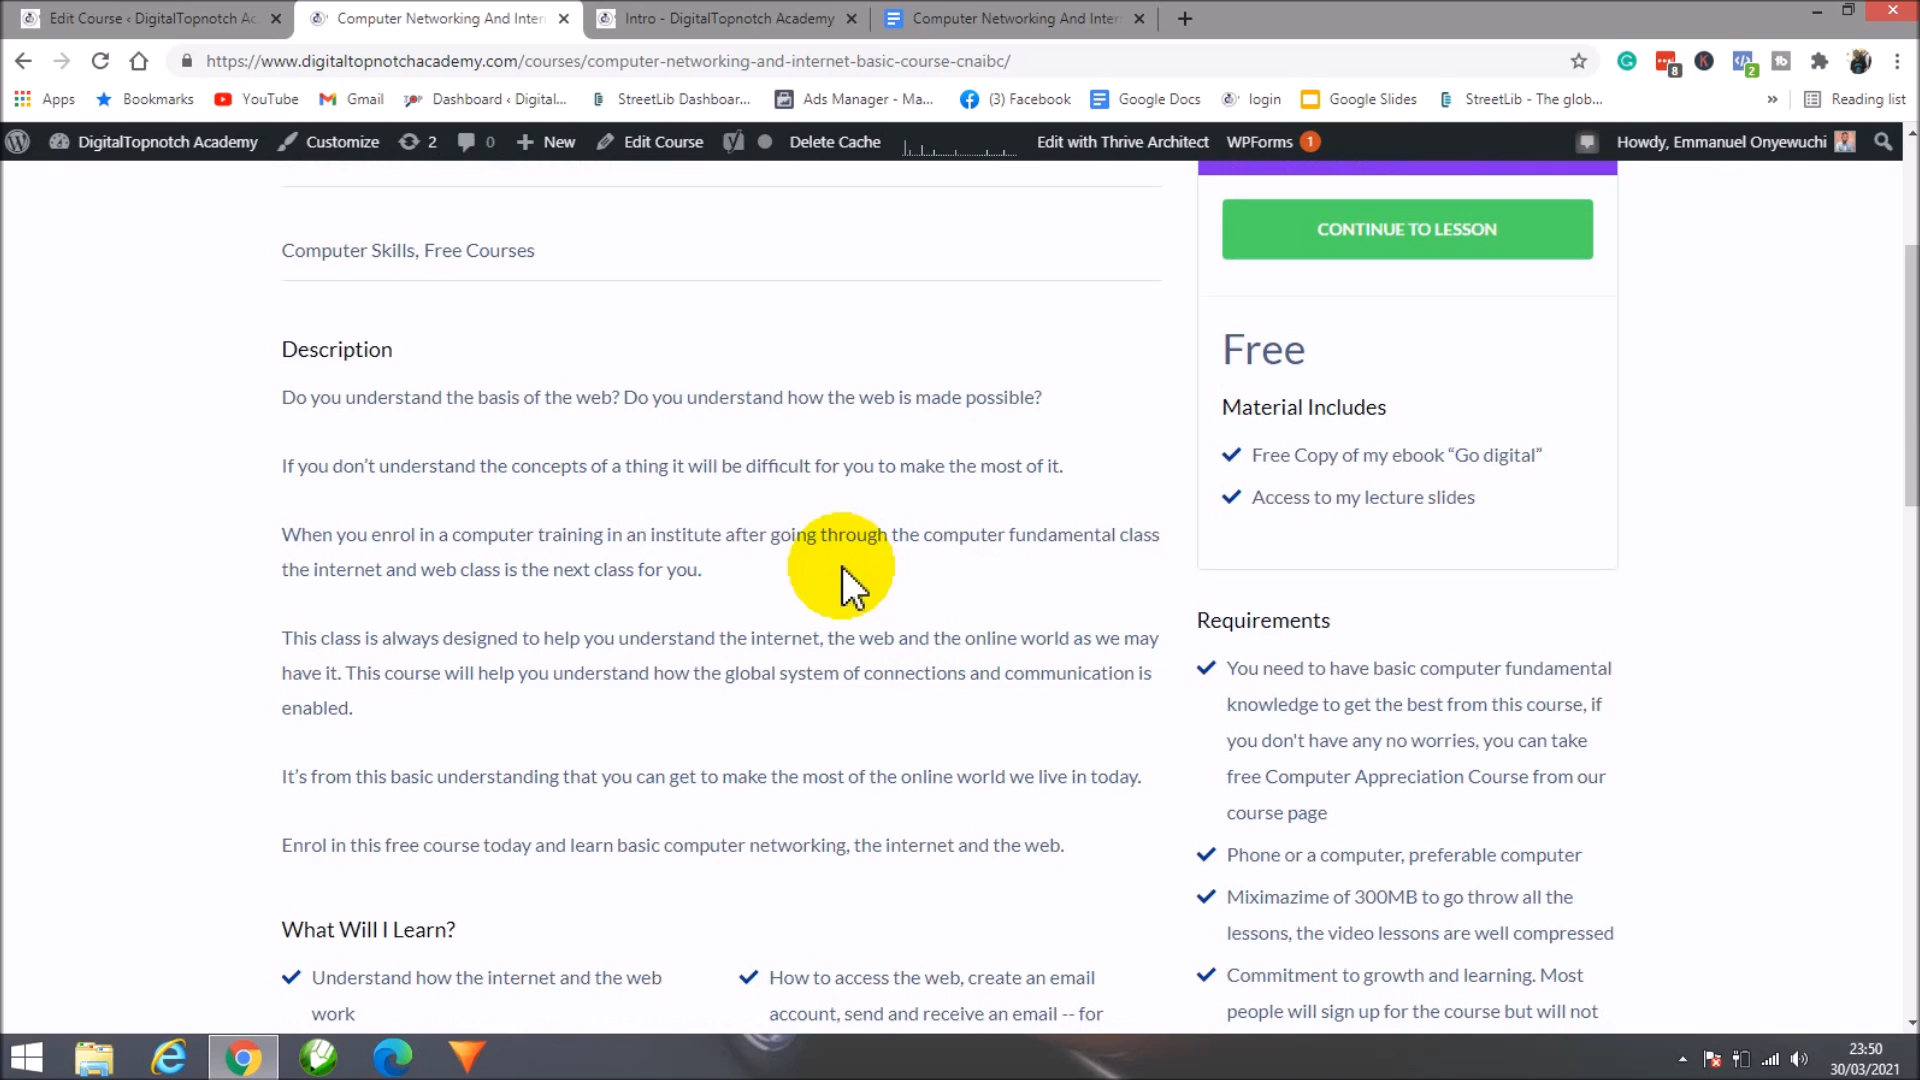 Edit Course ‹ DigitalTopnotch Ac
Computer Networking And Inter
Intro - DigitalTopnotch Academy
Computer Networking And Inter
https://www.digitaltopnotchacademy.com/courses/computer-networking-and-internet-basic-course-cnaibc/
8
2
Apps
Bookmarks
YouTube
Gmail
Dashboard ‹ Digital...
StreetLib Dashboar...
Ads Manager - Ma...
(3) Facebook
Google Docs
login
Google Slides
StreetLib - The glob...
»
Reading list
DigitalTopnotch Academy
Customize
2
0
New
Edit Course
Delete Cache
Edit with Thrive Architect
WPForms 1
Howdy, Emmanuel Onyewuchi
Computer Skills, Free Courses
Description
Do you understand the basis of the web? Do you understand how the web is made possible?
If you don’t understand the concepts of a thing it will be difficult for you to make the most of it.
When you enrol in a computer training in an institute after going through the computer fundamental class
the internet and web class is the next class for you.
This class is always designed to help you understand the internet, the web and the online world as we may
have it. This course will help you understand how the global system of connections and communication is
enabled.
It’s from this basic understanding that you can get to make the most of the online world we live in today.
Enrol in this free course today and learn basic computer networking, the internet and the web.
What Will I Learn?
Understand how the internet and the web
work
How to access the web, create an email
account, send and receive an email -- for
CONTINUE TO LESSON
Free
Material Includes
Free Copy of my ebook “Go digital”
Access to my lecture slides
Requirements
You need to have basic computer fundamental
knowledge to get the best from this course, if
you don't have any no worries, you can take
free Computer Appreciation Course from our
course page
Phone or a computer, preferable computer
Miximazime of 300MB to go throw all the
lessons, the video lessons are well compressed
Commitment to growth and learning. Most
people will sign up for the course but will not
23:50
30/03/2021